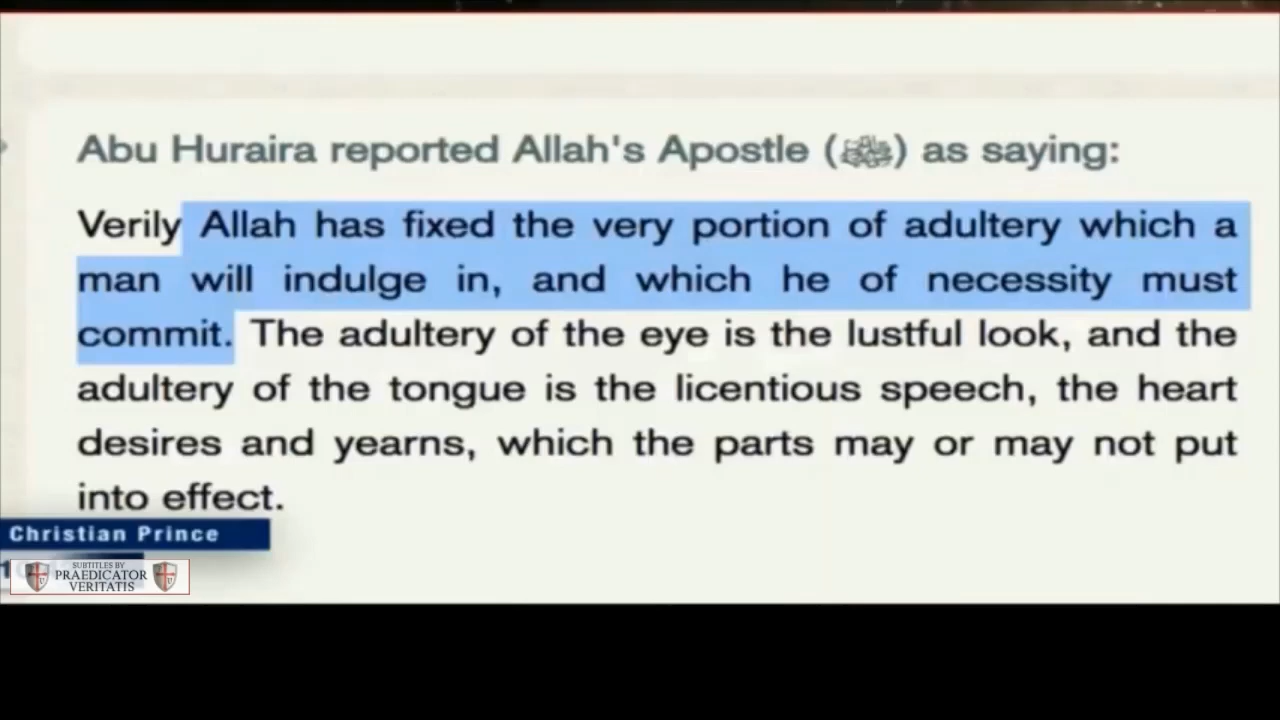 Abu Huraira reported Allah's Apostle (ﷺ) as saying:
Verily Allah has fixed the very portion of adultery which a
man will indulge in, and which he of necessity must
commit. The adultery of the eye is the lustful look, and the
adultery of the tongue is the licentious speech, the heart
desires and yearns, which the parts may or may not put
into effect.
Christian Prince
SUBTITLES BY
PRAEDICATOR
VERITATIS